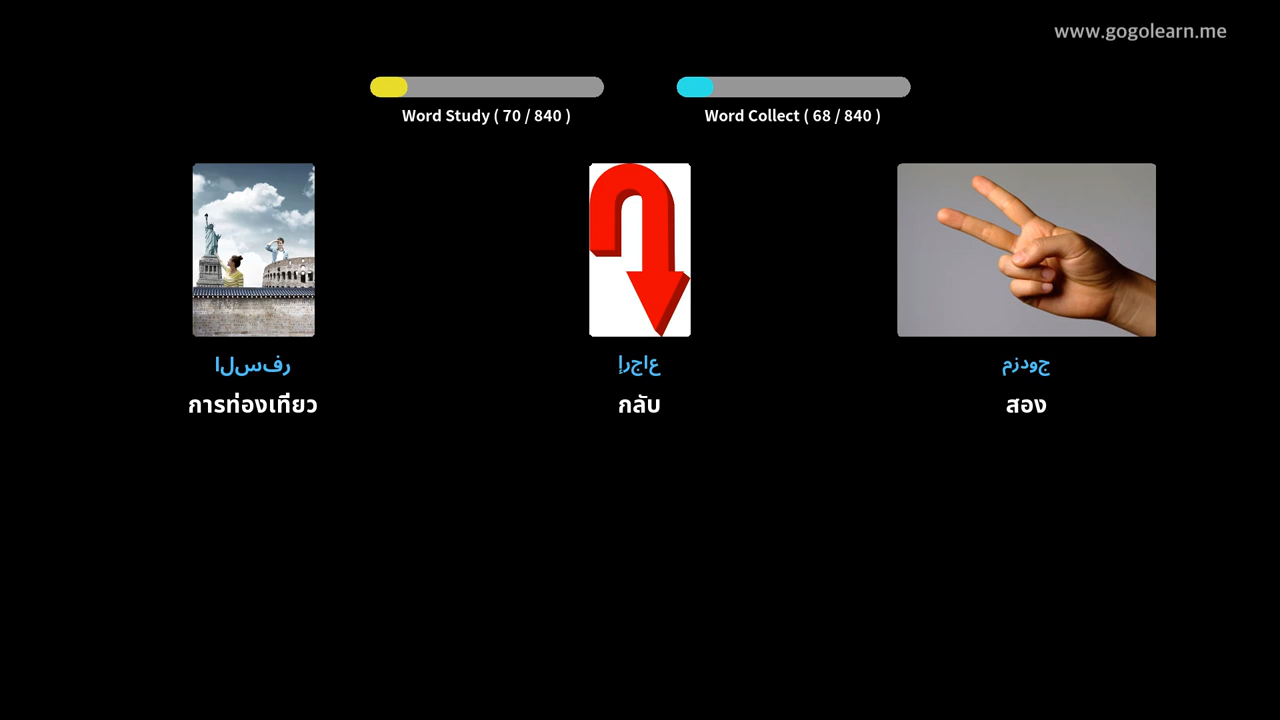 www.gogolearn.me
Word Study ( 70 / 840 )
Word Collect ( 68 / 840 )
السفر
การท่องเที่ยว
إرجاع
กลับ
مزدوج
สอง